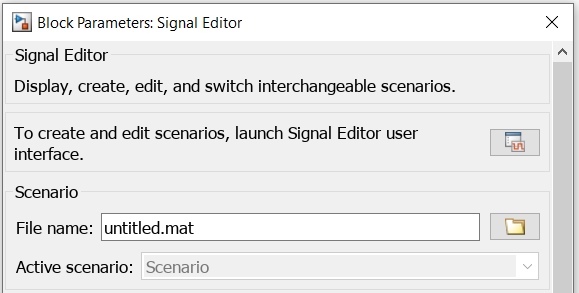 Block Parameters: Signal Editor
Signal Editor
Display, create, edit, and switch interchangeable scenarios.
To create and edit scenarios, launch Signal Editor user
interface.
Scenario
File name: untitled.mat
Active scenario: Scenario